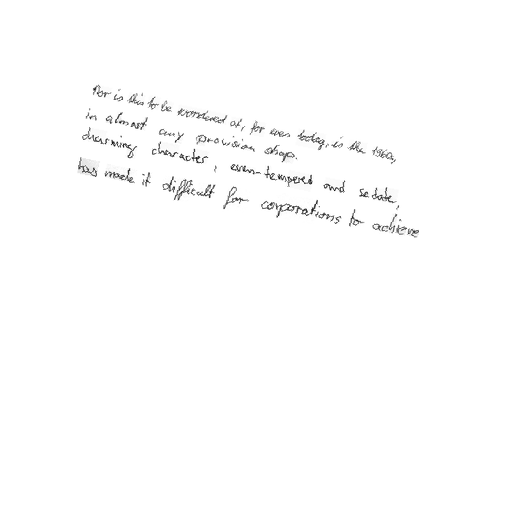 Nor is this to be wondered at, for even today, in the 1960s,
in almost any provision shop.
charming character, even-tempered and sedate,
has made it difficult for corporations to achieve